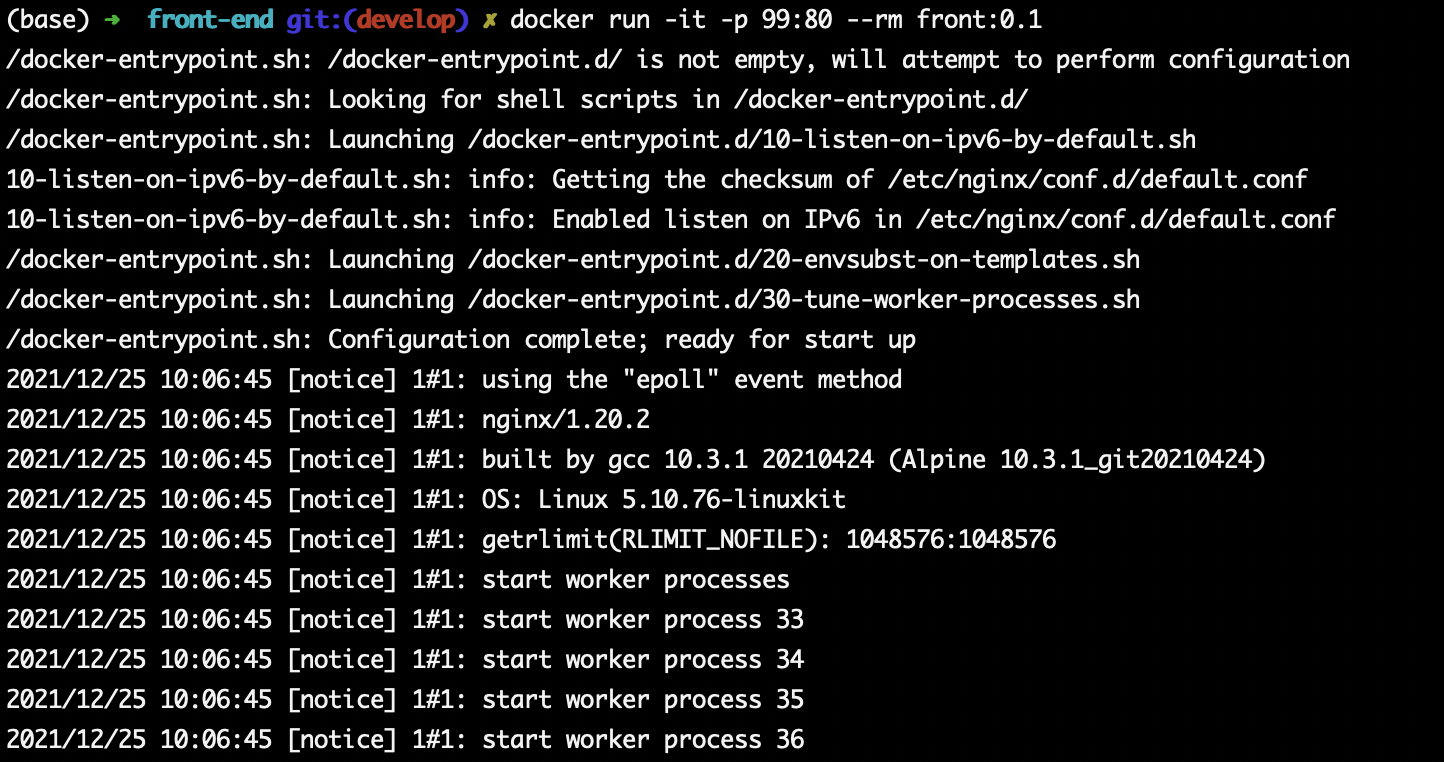 (base) ➜  front-end git:(develop) ✗ docker run -it -p 99:80 --rm front:0.1
/docker-entrypoint.sh: /docker-entrypoint.d/ is not empty, will attempt to perform configuration
/docker-entrypoint.sh: Looking for shell scripts in /docker-entrypoint.d/
/docker-entrypoint.sh: Launching /docker-entrypoint.d/10-listen-on-ipv6-by-default.sh
10-listen-on-ipv6-by-default.sh: info: Getting the checksum of /etc/nginx/conf.d/default.conf
10-listen-on-ipv6-by-default.sh: info: Enabled listen on IPv6 in /etc/nginx/conf.d/default.conf
/docker-entrypoint.sh: Launching /docker-entrypoint.d/20-envsubst-on-templates.sh
/docker-entrypoint.sh: Launching /docker-entrypoint.d/30-tune-worker-processes.sh
/docker-entrypoint.sh: Configuration complete; ready for start up
2021/12/25 10:06:45 [notice] 1#1: using the "epoll" event method
2021/12/25 10:06:45 [notice] 1#1: nginx/1.20.2
2021/12/25 10:06:45 [notice] 1#1: built by gcc 10.3.1 20210424 (Alpine 10.3.1_git20210424)
2021/12/25 10:06:45 [notice] 1#1: OS: Linux 5.10.76-linuxkit
2021/12/25 10:06:45 [notice] 1#1: getrlimit(RLIMIT_NOFILE): 1048576:1048576
2021/12/25 10:06:45 [notice] 1#1: start worker processes
2021/12/25 10:06:45 [notice] 1#1: start worker process 33
2021/12/25 10:06:45 [notice] 1#1: start worker process 34
2021/12/25 10:06:45 [notice] 1#1: start worker process 35
2021/12/25 10:06:45 [notice] 1#1: start worker process 36